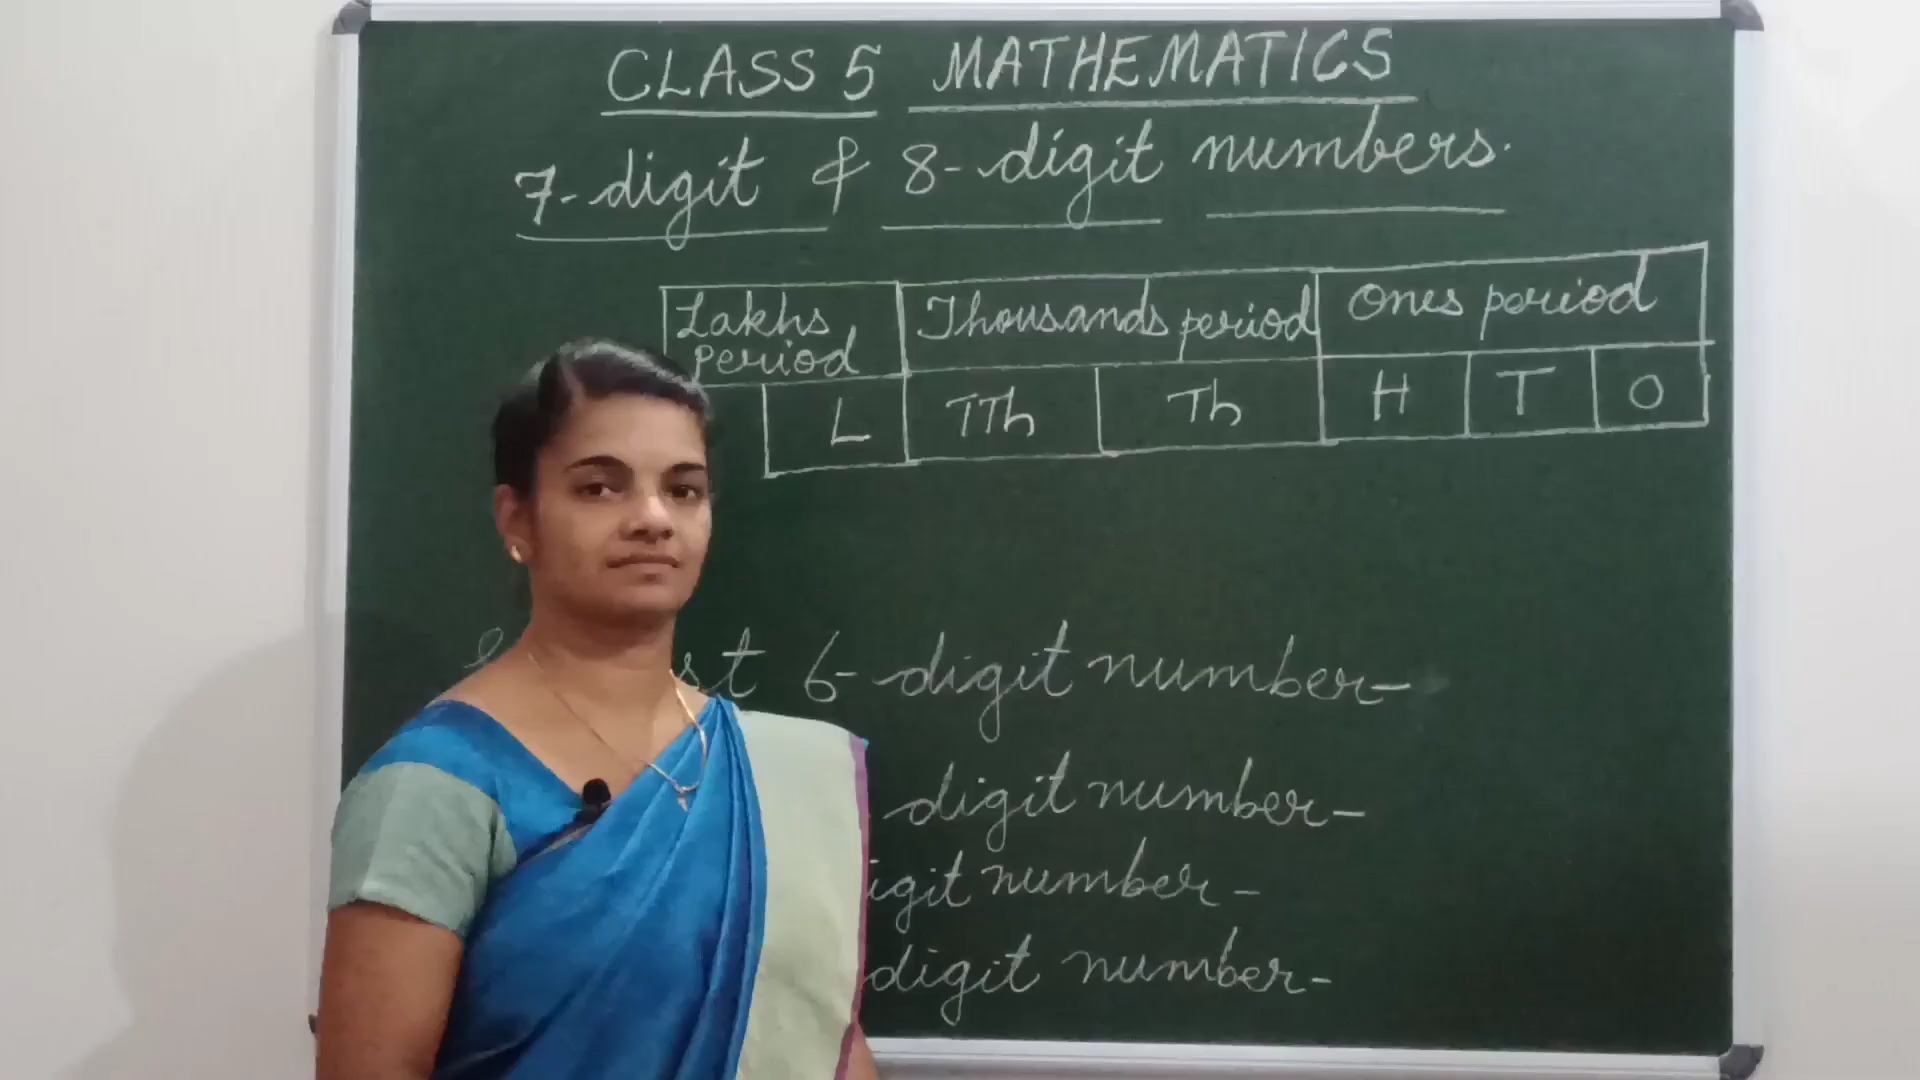 CLASS 5 MATHEMATICS
7-digit & 8-digit numbers.
Lakhs period Thousands period Ones period
L TTh Th H T O
6-digit number-
digit number-
digit number-
digit number-